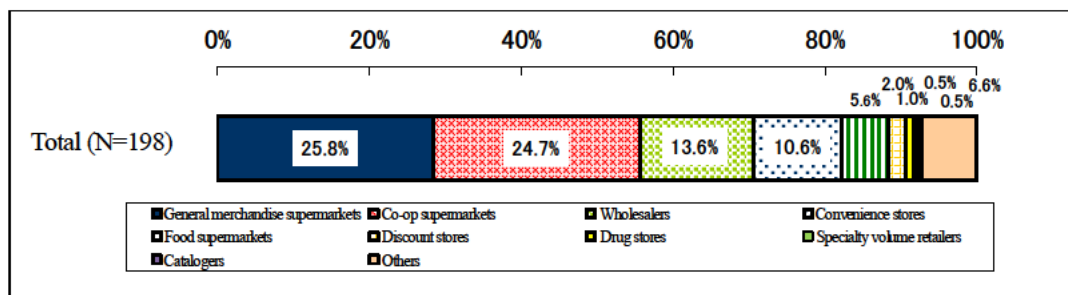 0% 20% 40% 60% 80% 100%
2.0% 0.5% 6.6%
5.6% 1.0% 0.5%
Total (N=198) 25.8% 24.7% 13.6% 10.6%
General merchandise supermarkets Co-op supermarkets Wholesalers Convenience stores
Food supermarkets Discount stores Drug stores Specialty volume retailers
Catalogers Others